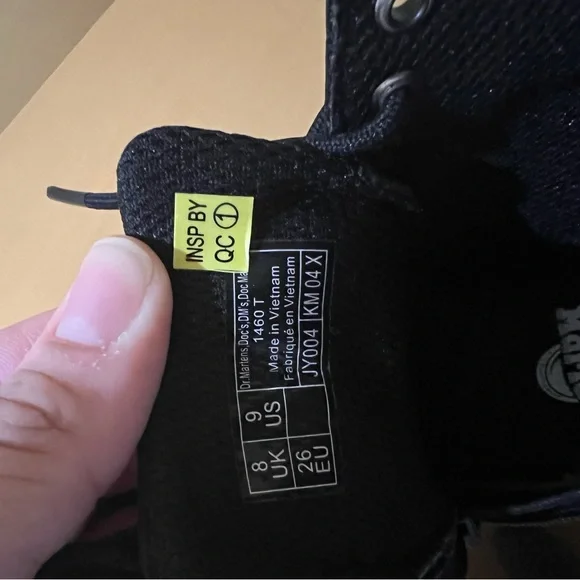 INSP BY
QC 1
Dr.Martens,Doc's,DM's,Doc Ma
1460 T
Made in Vietnam
Fabriqué en Vietnam
JY004 KM 04 X
9
US
8
UK
26
EU